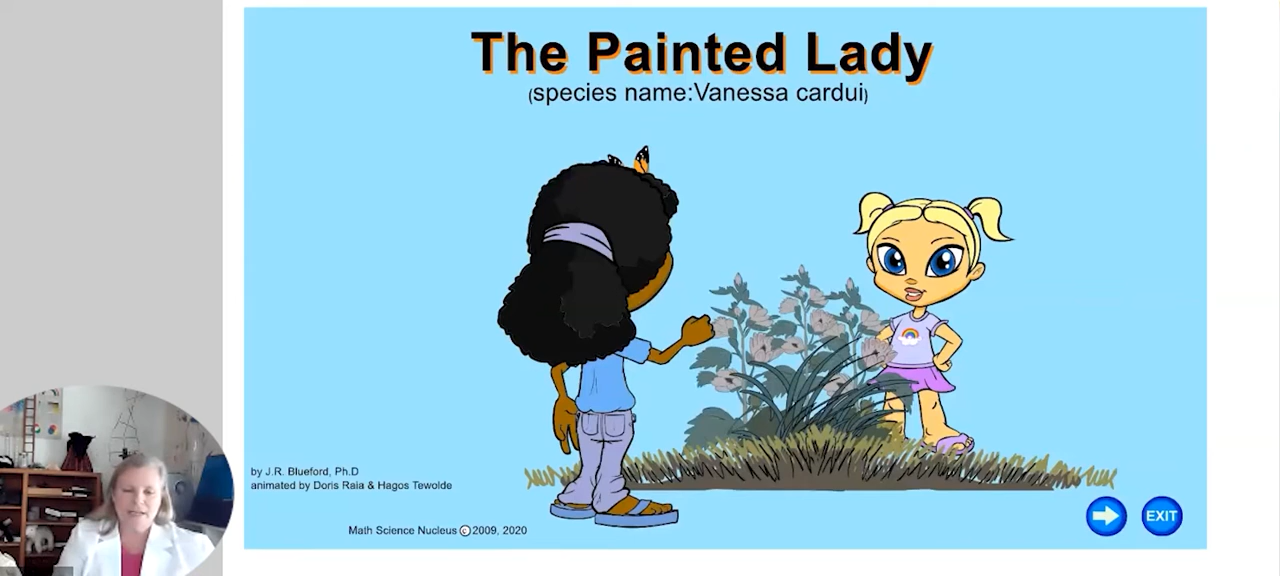 The Painted Lady
(species name:Vanessa cardui)
by J.R. Blueford, Ph.D
animated by Doris Raia & Hagos Tewolde
Math Science Nucleus © 2009, 2020
EXIT